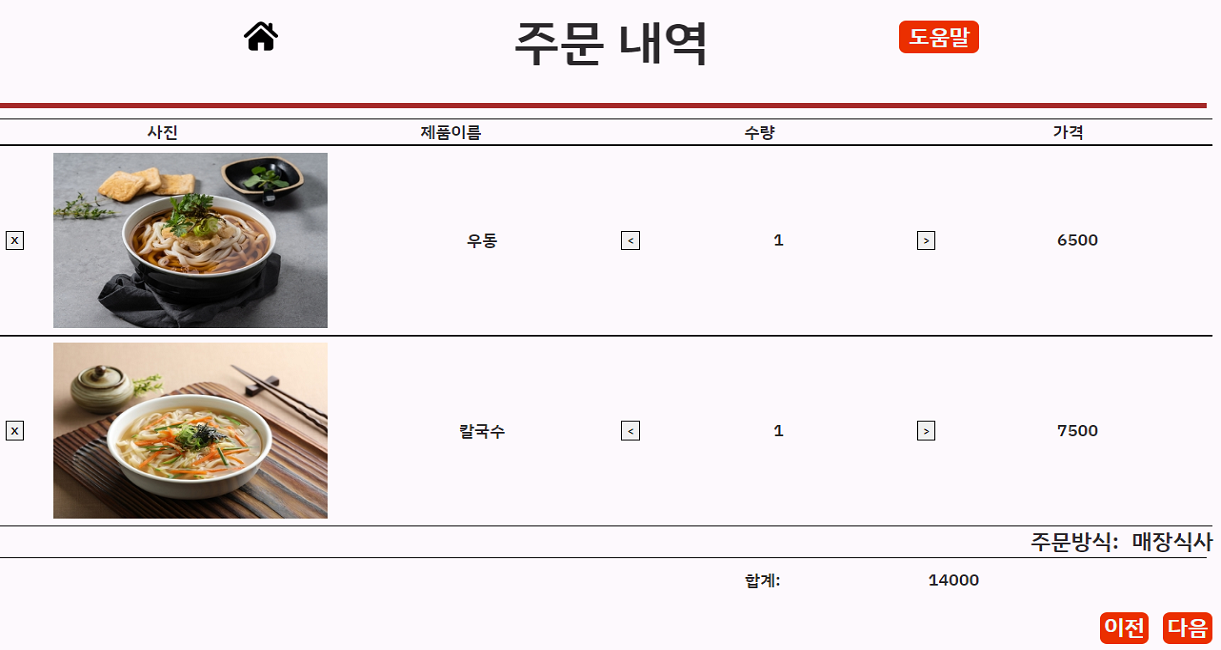 주문 내역 도움말
사진 제품이름 수량 가격
x 우동 < 1 > 6500
x 칼국수 < 1 > 7500
주문방식: 매장식사
합계: 14000
이전 다음